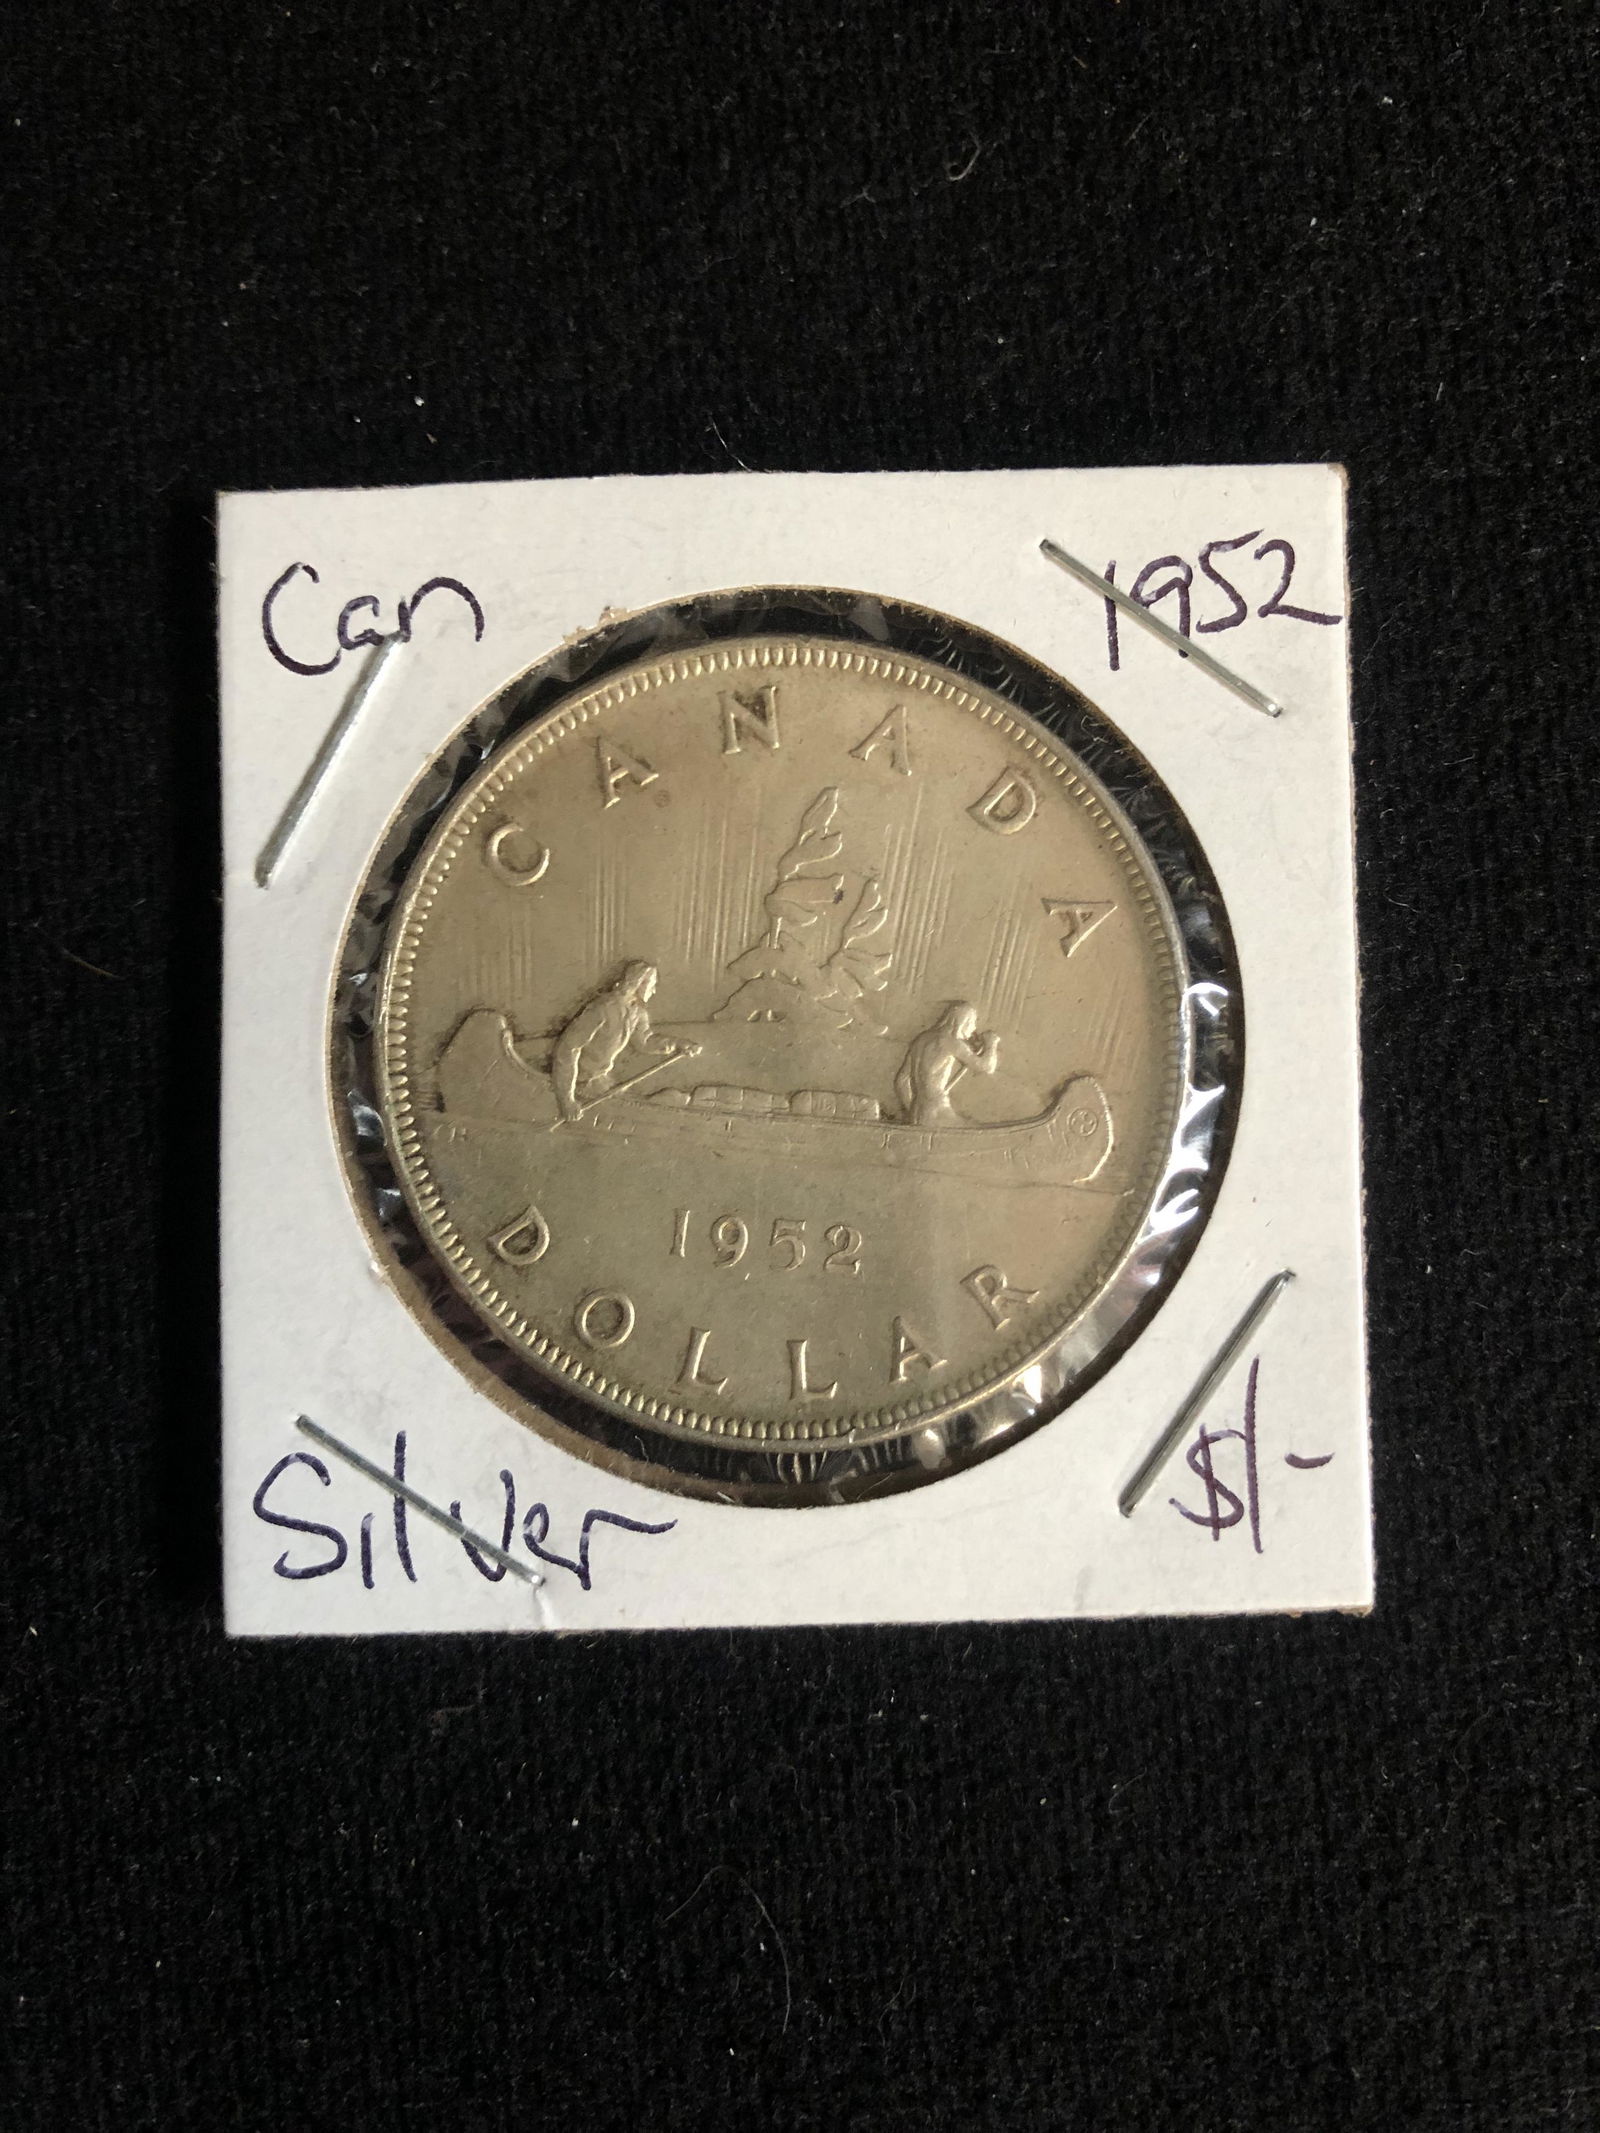 Can 1952
CANADA
1952
DOLLAR
Silver $1-